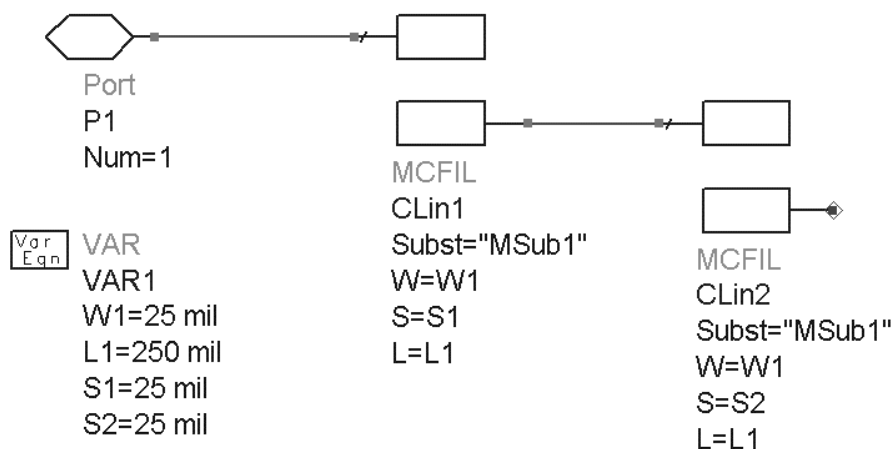 Port
P1
Num=1
Var
Eqn
VAR
VAR1
W1=25 mil
L1=250 mil
S1=25 mil
S2=25 mil
MCFIL
CLin1
Subst="MSub1"
W=W1
S=S1
L=L1
MCFIL
CLin2
Subst="MSub1"
W=W1
S=S2
L=L1